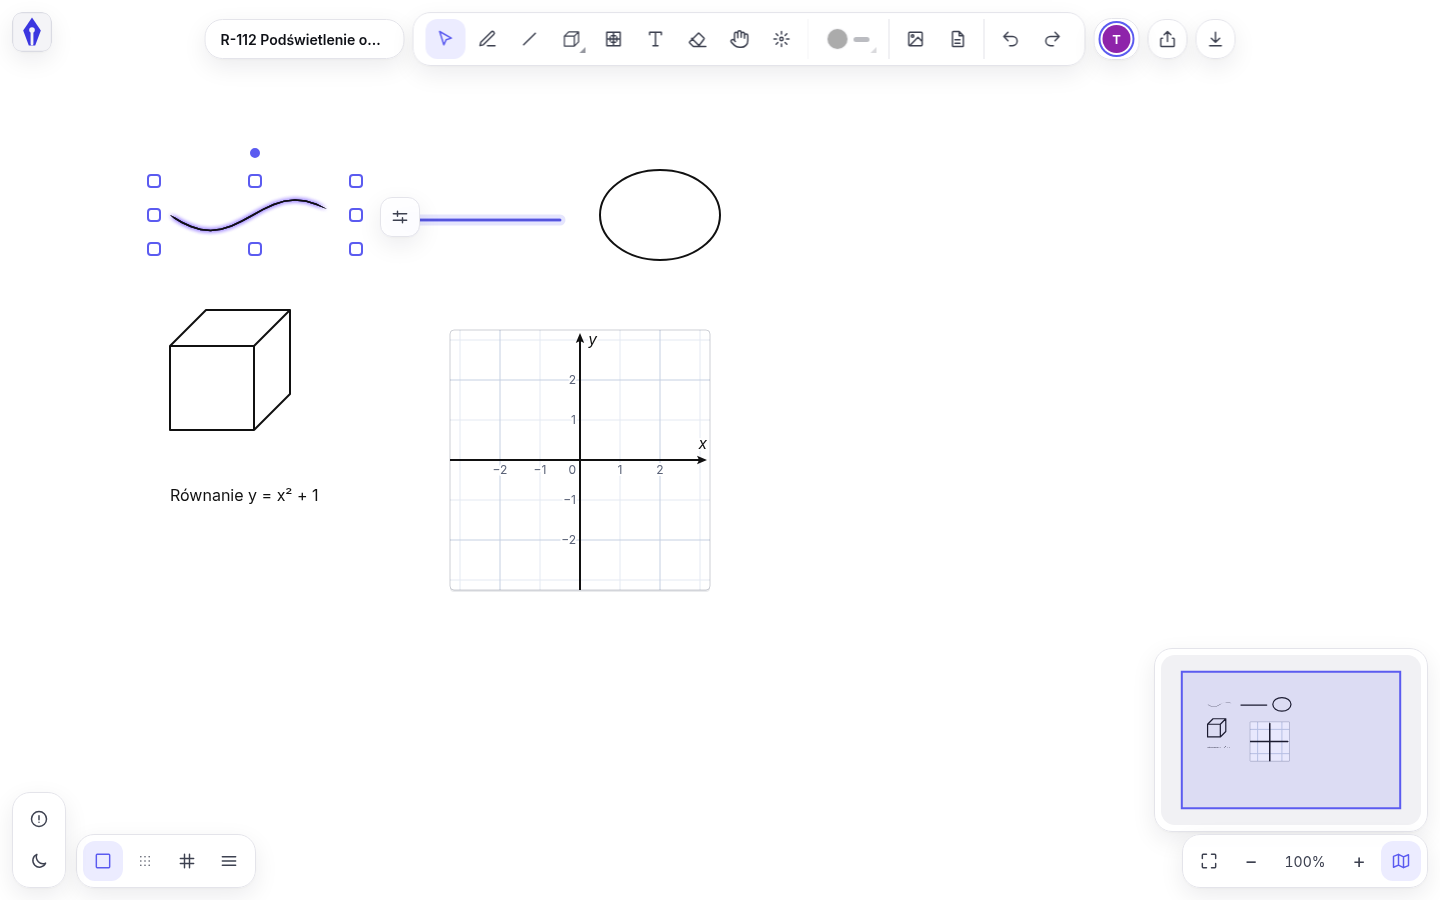 R-112 Podświetlenie o...
T
y
2
1
x
−2 −1 0 1 2
−1
−2
Równanie y = x² + 1
100%